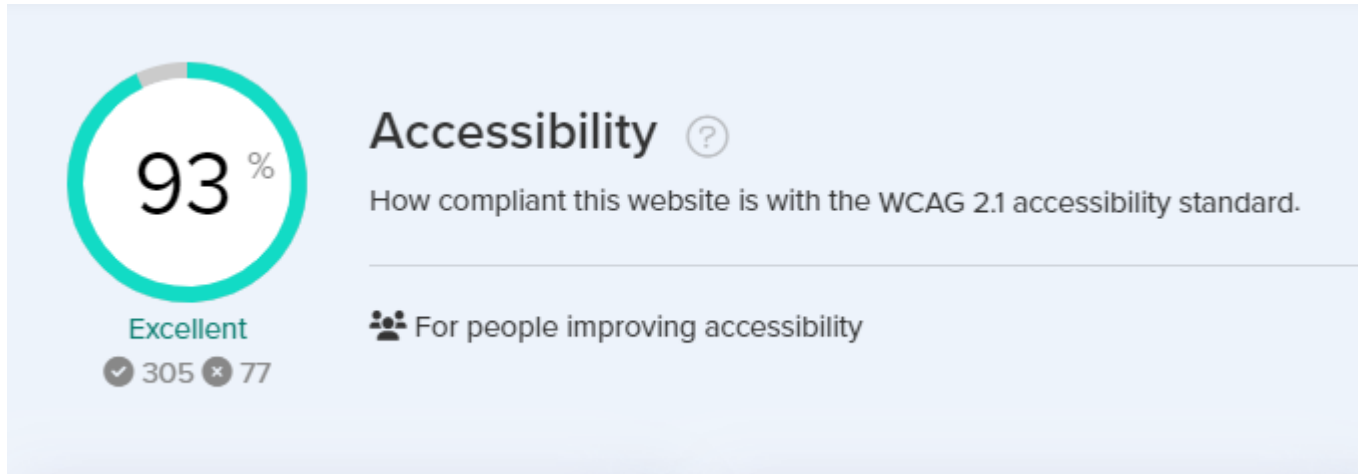 93 %
Excellent
305 77
Accessibility ?
How compliant this website is with the WCAG 2.1 accessibility standard.
For people improving accessibility